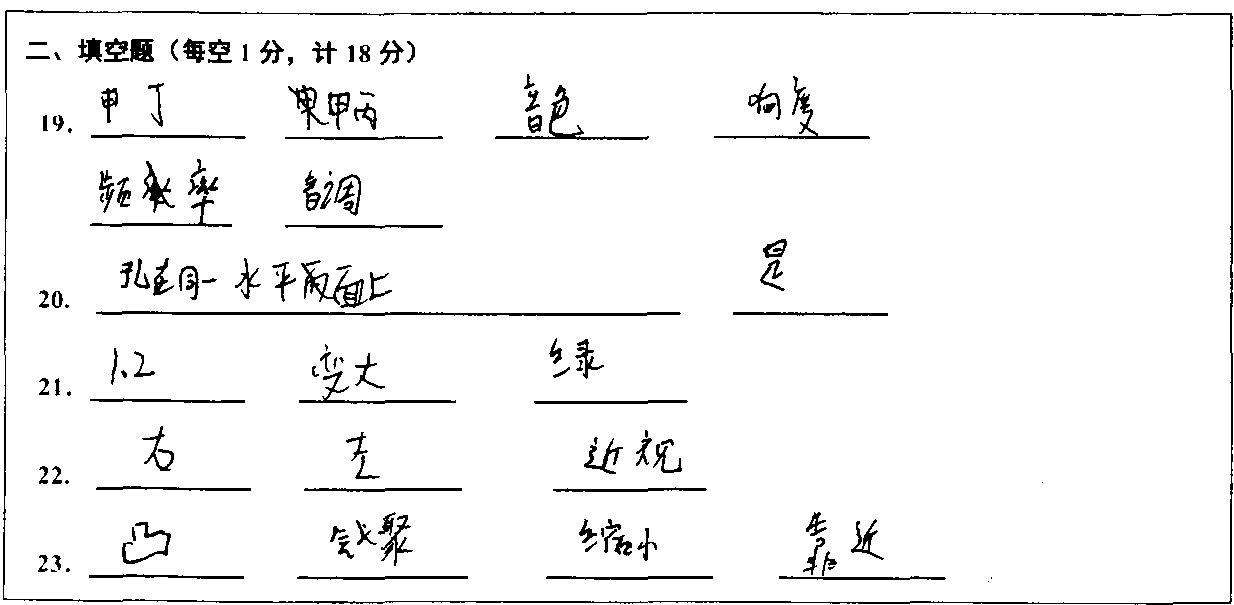 二、填空题（每空1分，计18分）
19. 甲丁 甲丙 音色 响度
频率 音调
20. 孔在同一水平面上 是
21. 1.2 变大 绿
22. 右 左 近视
23. 凸 会聚 缩小 靠近